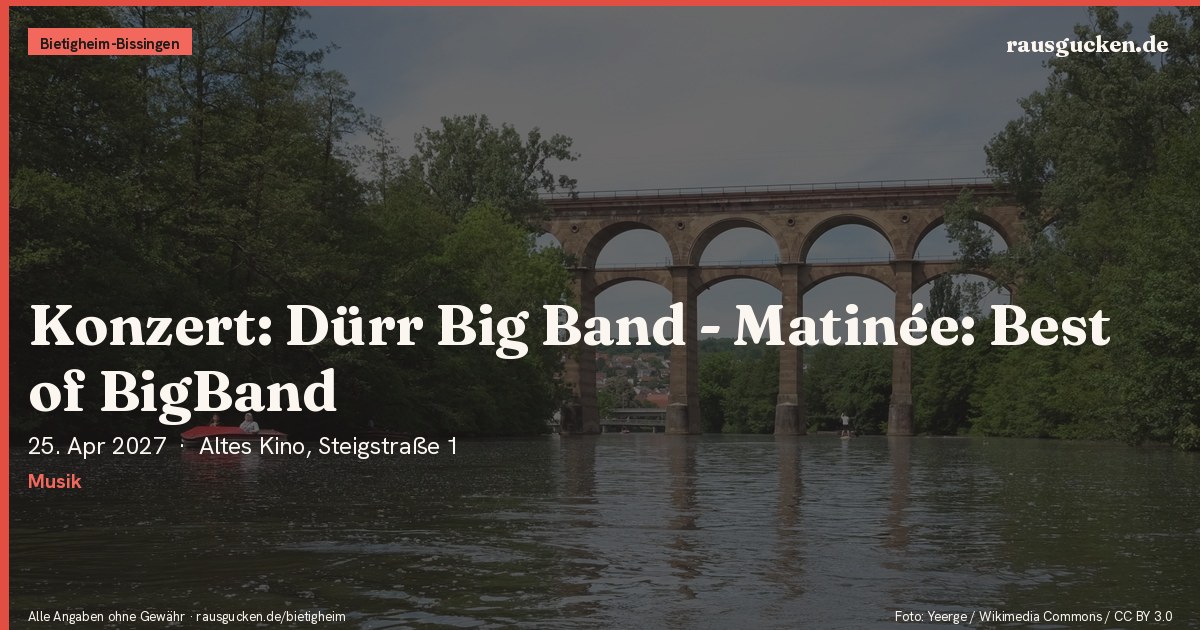 Bietigheim-Bissingen
rausgucken.de
Konzert: Dürr Big Band - Matinée: Best
of BigBand
25. Apr 2027 · Altes Kino, Steigstraße 1
Musik
Alle Angaben ohne Gewähr · rausgucken.de/bietigheim
Foto: Yeerge / Wikimedia Commons / CC BY 3.0